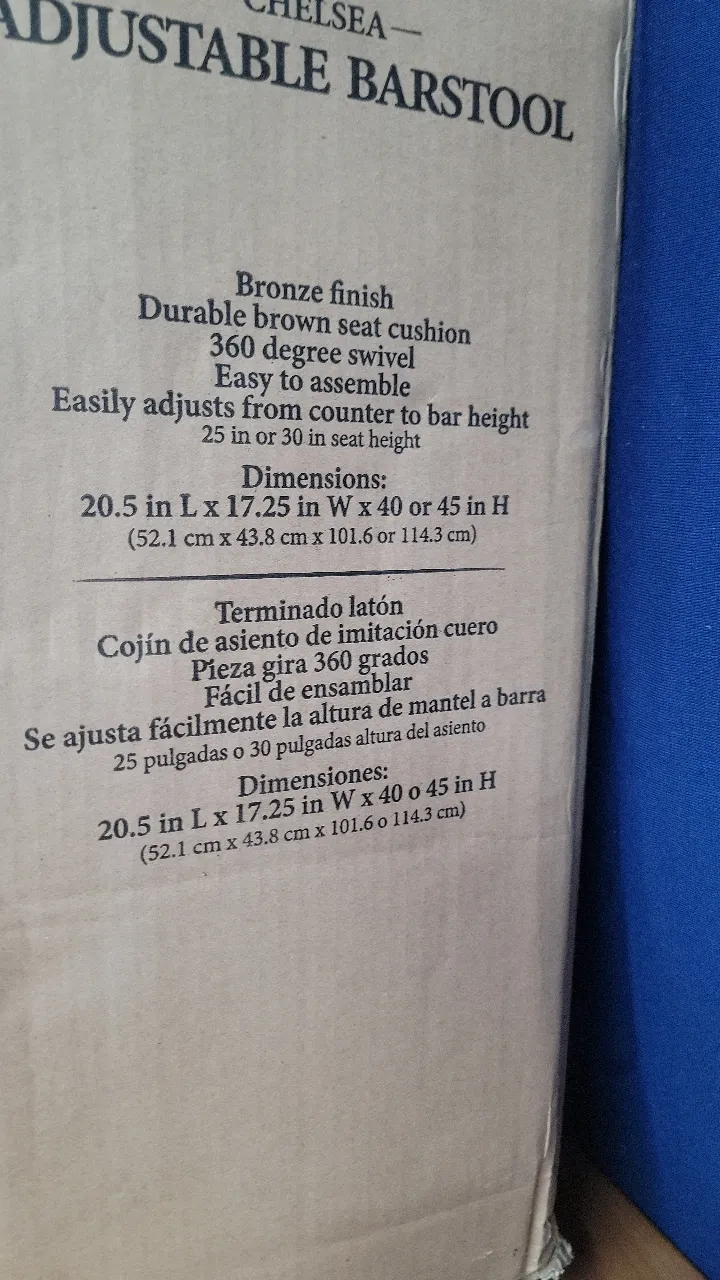 CHELSEA—
ADJUSTABLE BARSTOOL
Bronze finish
Durable brown seat cushion
360 degree swivel
Easy to assemble
Easily adjusts from counter to bar height
25 in or 30 in seat height
Dimensions:
20.5 in L x 17.25 in W x 40 or 45 in H
(52.1 cm x 43.8 cm x 101.6 or 114.3 cm)
Terminado latón
Cojín de asiento de imitación cuero
Pieza gira 360 grados
Fácil de ensamblar
Se ajusta fácilmente la altura de mantel a barra
25 pulgadas o 30 pulgadas altura del asiento
Dimensiones:
20.5 in L x 17.25 in W x 40 o 45 in H
(52.1 cm x 43.8 cm x 101.6 o 114.3 cm)